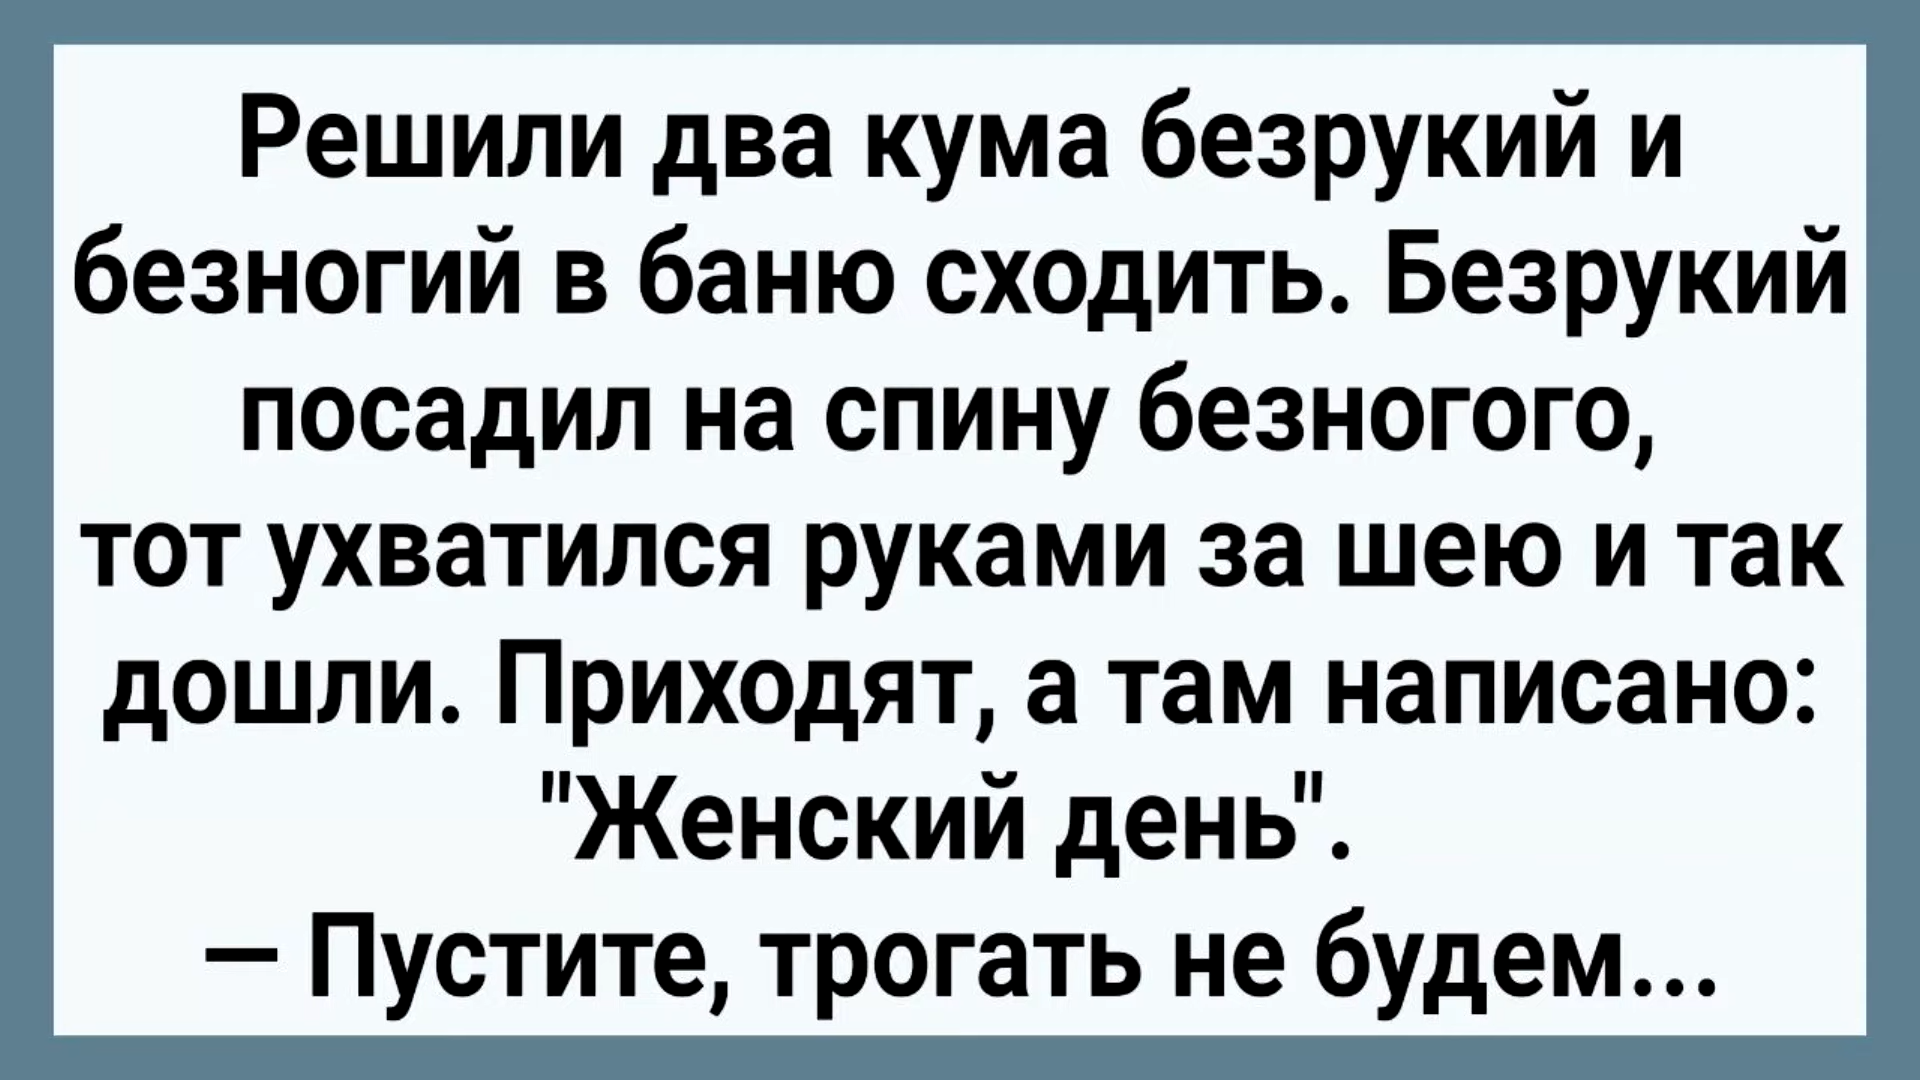 Решили два кума безрукий и
безногий в баню сходить. Безрукий
посадил на спину безногого,
тот ухватился руками за шею и так
дошли. Приходят, а там написано:
"Женский день".
– Пустите, трогать не будем...